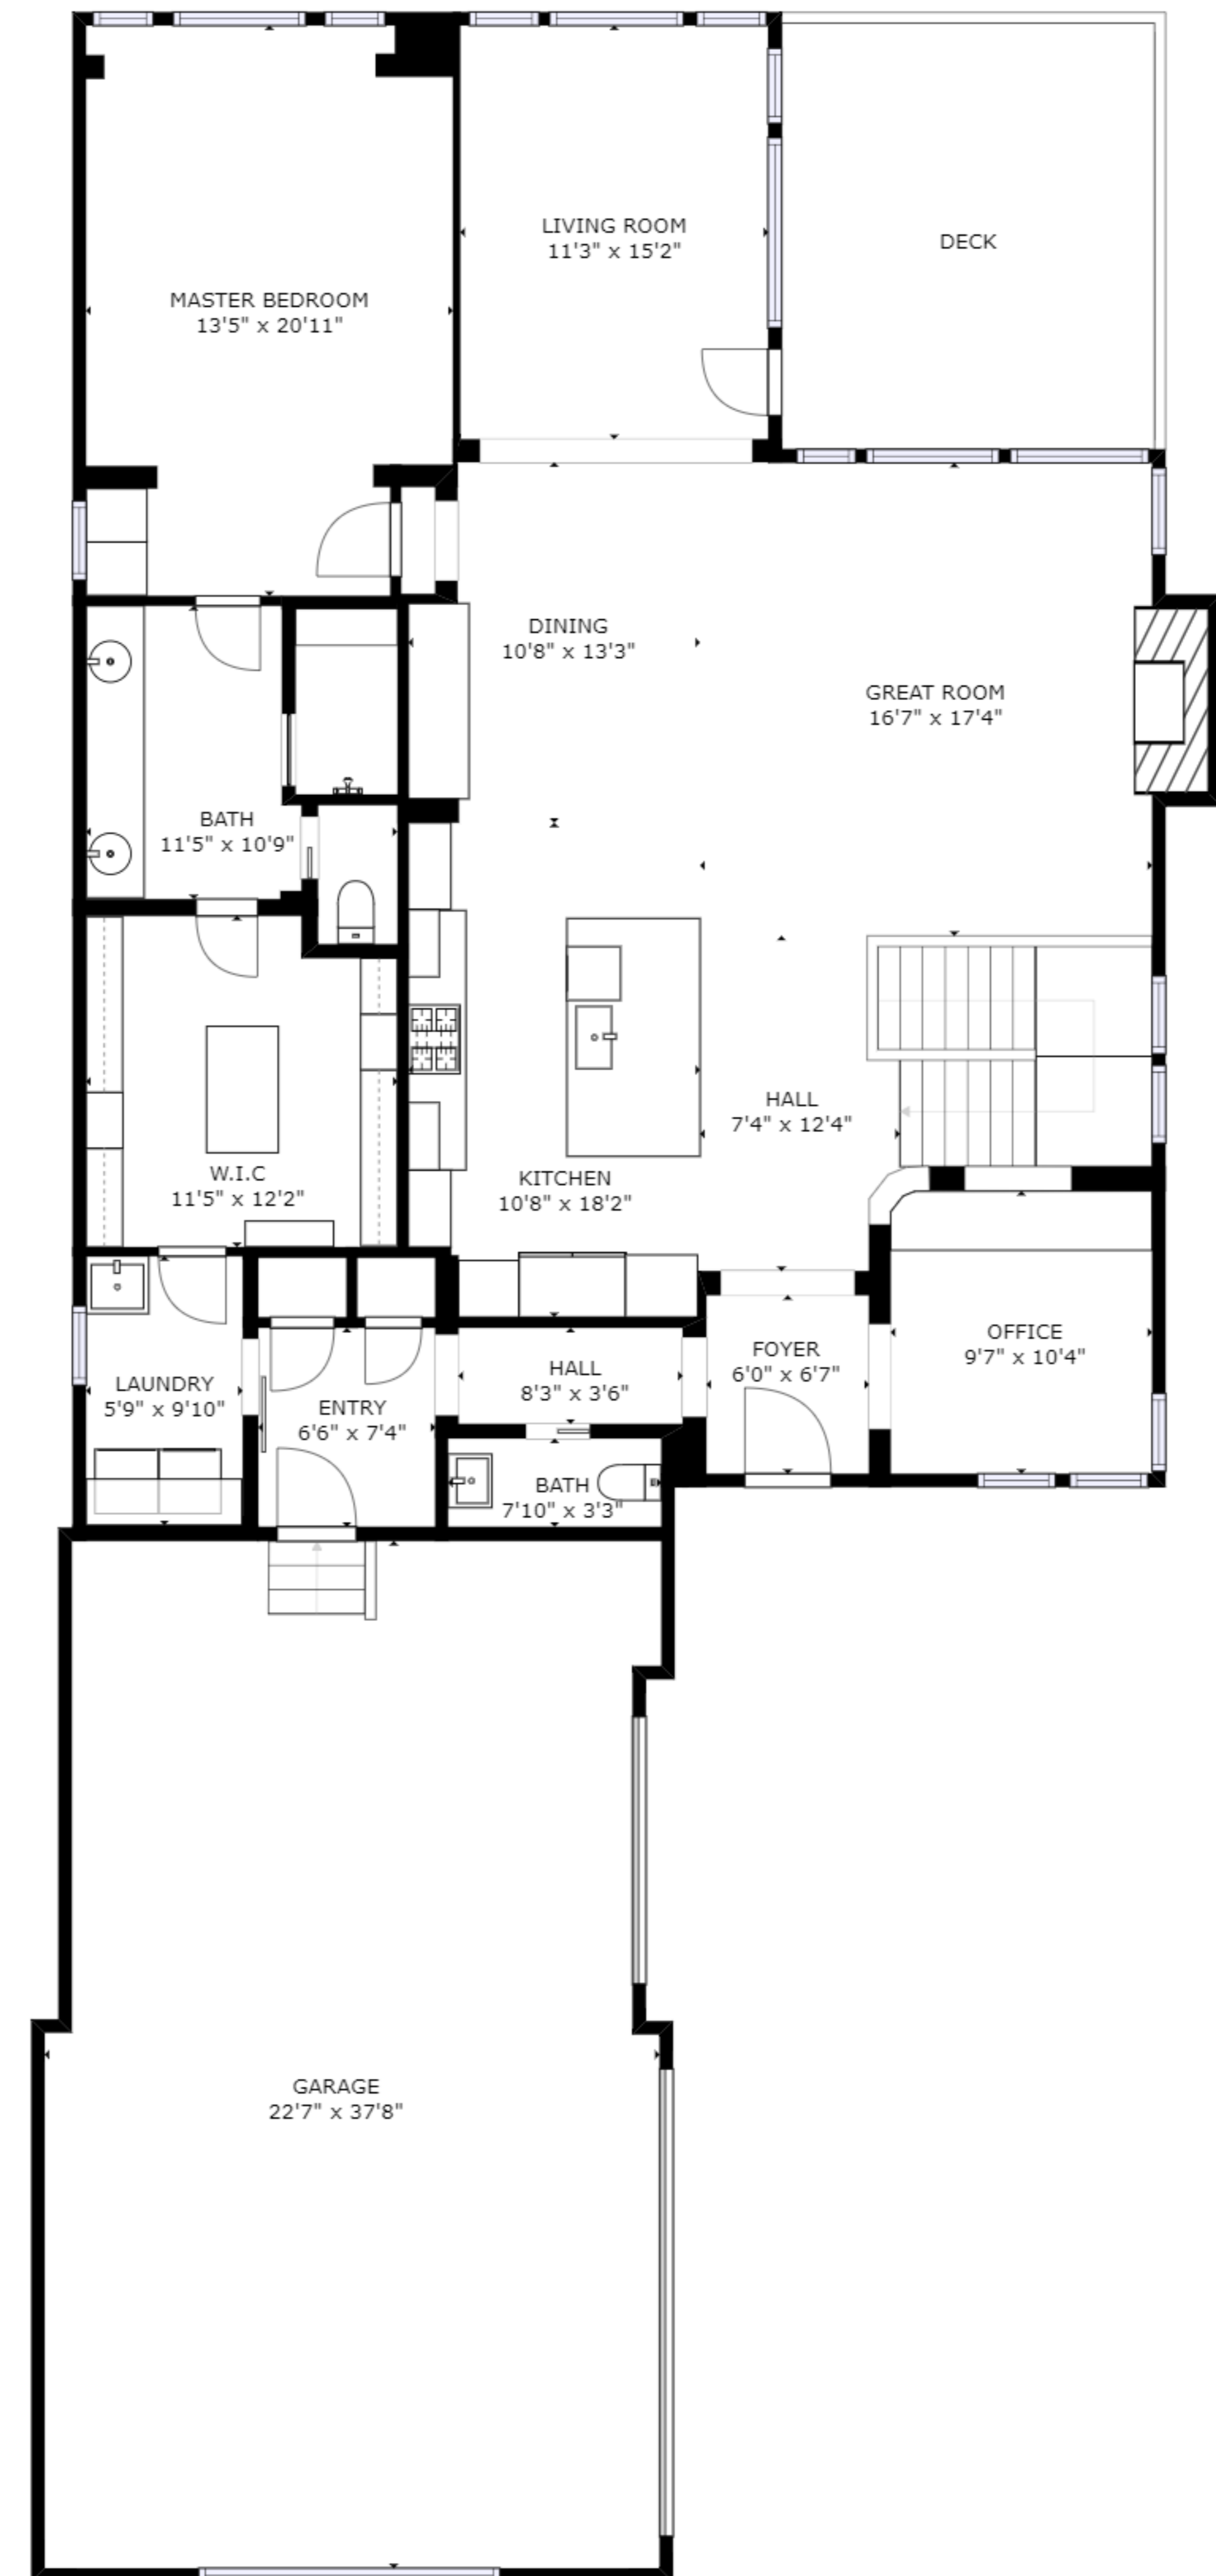 LIVING ROOM
11'3" x 15'2"
DECK
MASTER BEDROOM
13'5" x 20'11"
DINING
10'8" x 13'3"
GREAT ROOM
16'7" x 17'4"
BATH
11'5" x 10'9"
HALL
7'4" x 12'4"
W.I.C
11'5" x 12'2"
KITCHEN
10'8" x 18'2"
OFFICE
9'7" x 10'4"
FOYER
6'0" x 6'7"
HALL
8'3" x 3'6"
LAUNDRY
5'9" x 9'10"
ENTRY
6'6" x 7'4"
BATH
7'10" x 3'3"
GARAGE
22'7" x 37'8"